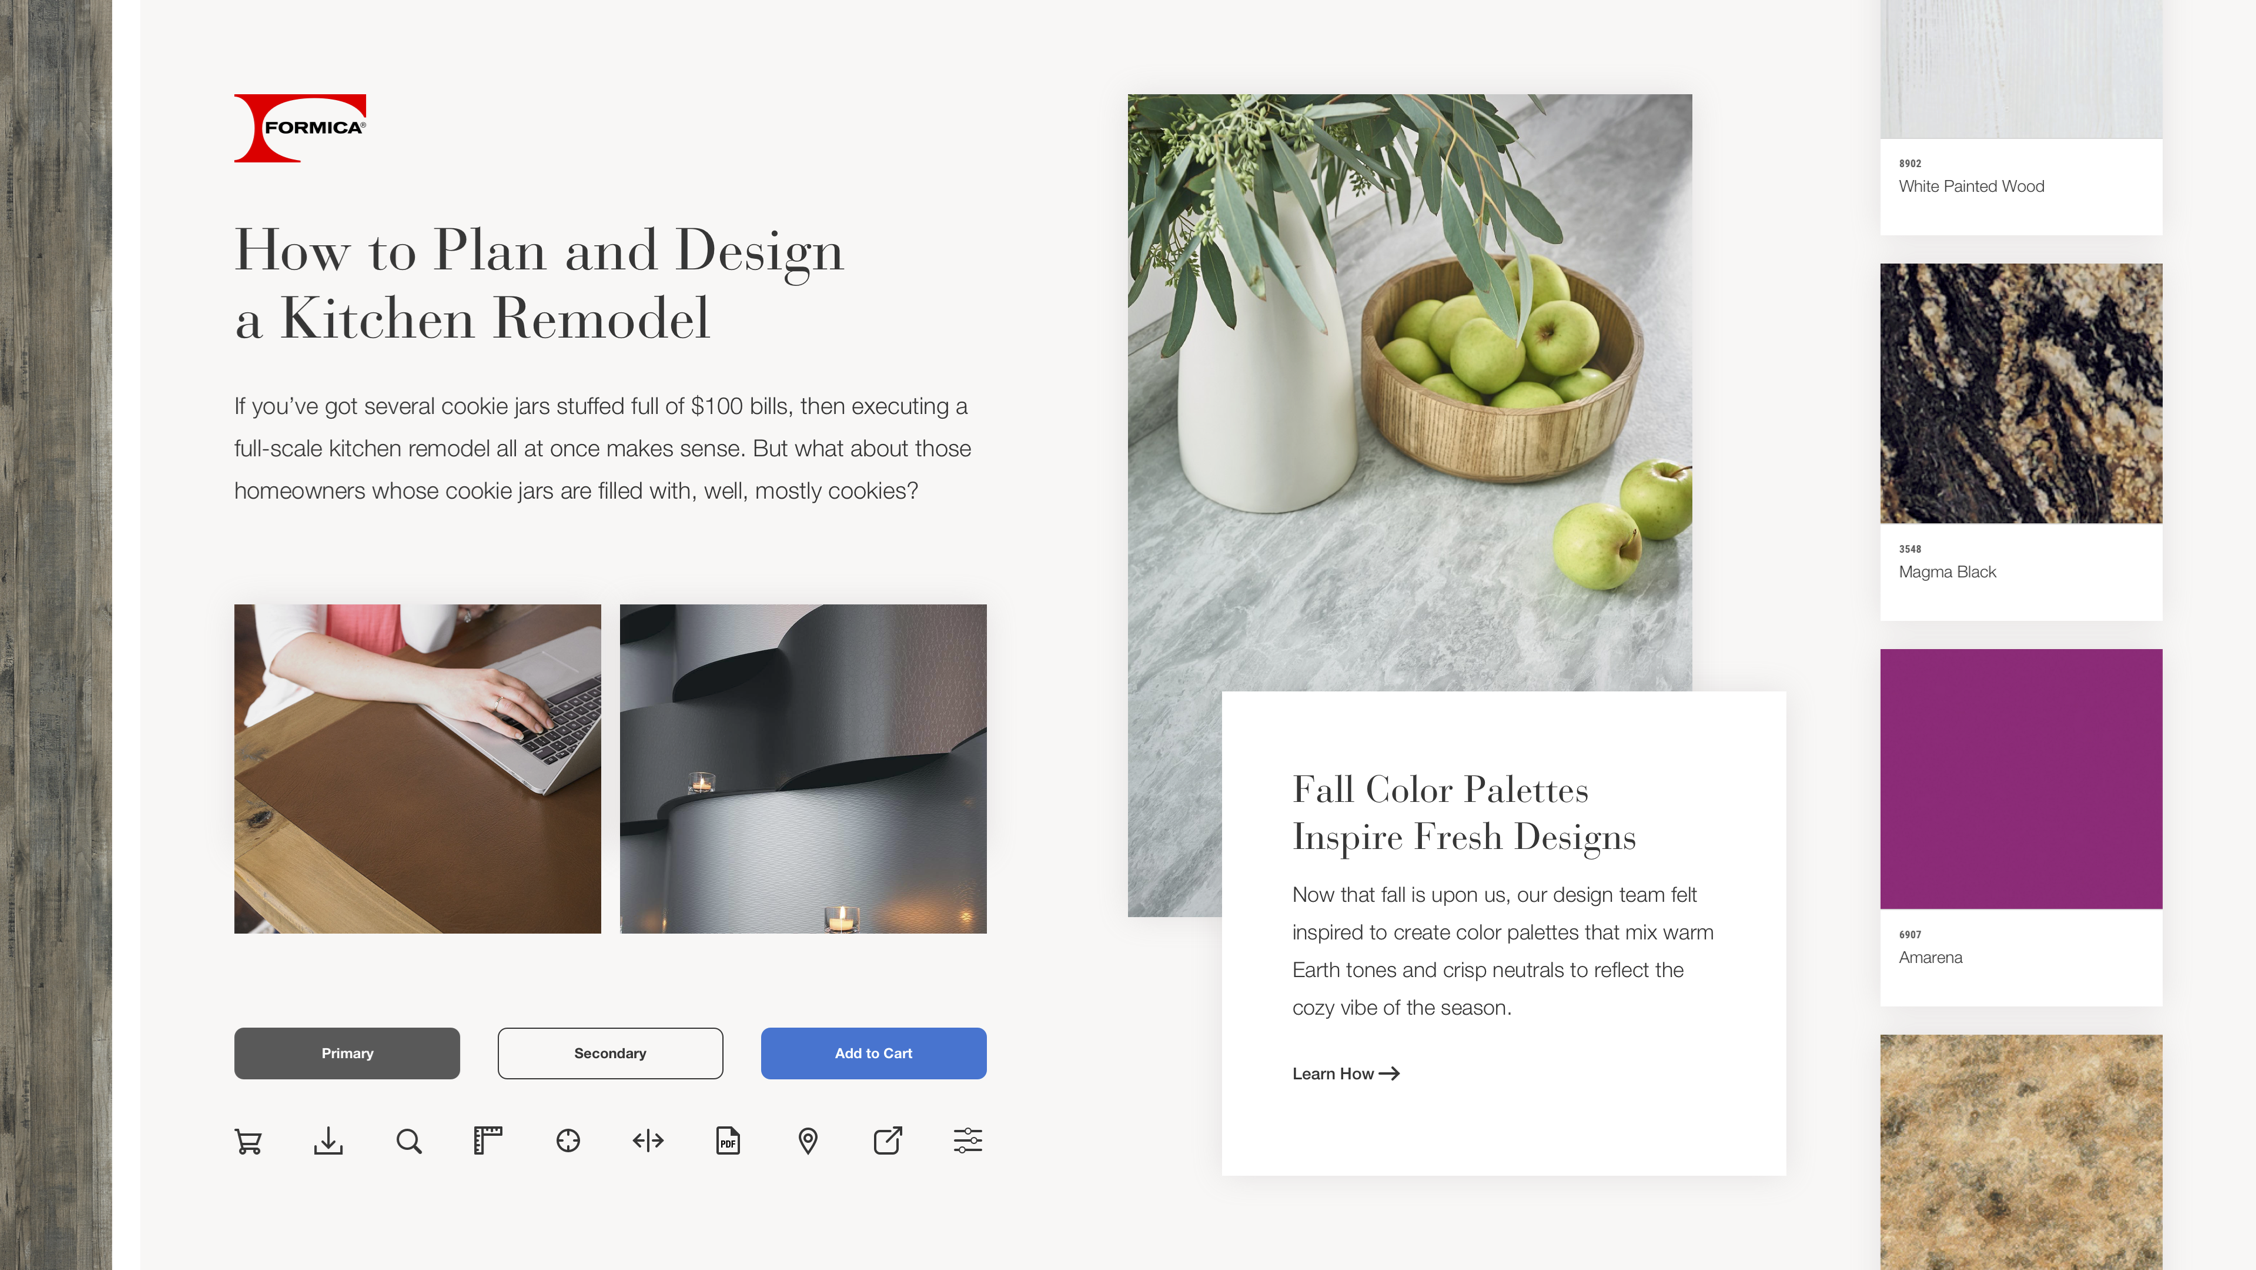 FORMICA®
How to Plan and Design
a Kitchen Remodel
If you’ve got several cookie jars stuffed full of $100 bills, then executing a
full-scale kitchen remodel all at once makes sense. But what about those
homeowners whose cookie jars are filled with, well, mostly cookies?
Primary
Secondary
Add to Cart
PDF
Fall Color Palettes
Inspire Fresh Designs
Now that fall is upon us, our design team felt
inspired to create color palettes that mix warm
Earth tones and crisp neutrals to reflect the
cozy vibe of the season.
Learn How
8902
White Painted Wood
3548
Magma Black
6907
Amarena